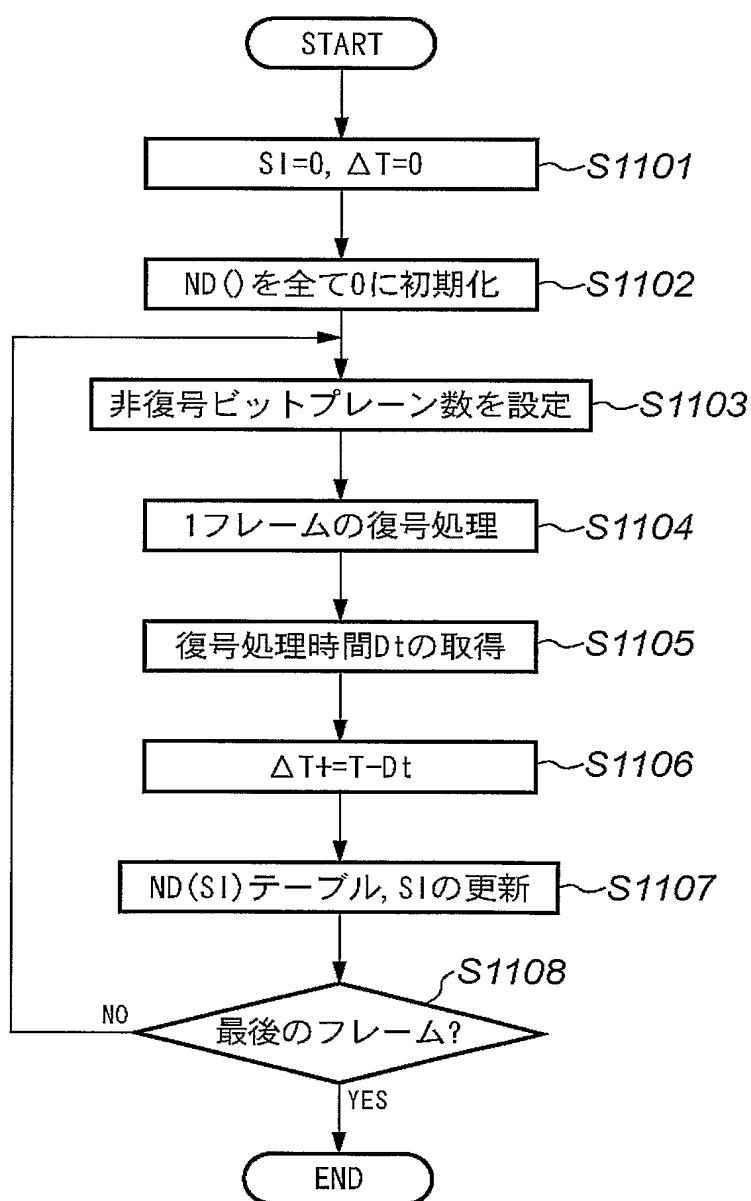 START
SI=0, △T=0
S1101
ND()を全て0に初期化
S1102
非復号ビットプレーン数を設定
S1103
1フレームの復号処理
S1104
復号処理時間Dtの取得
S1105
△T+=T-Dt
S1106
ND(SI)テーブル, SIの更新
S1107
S1108
最後のフレーム?
NO
YES
END